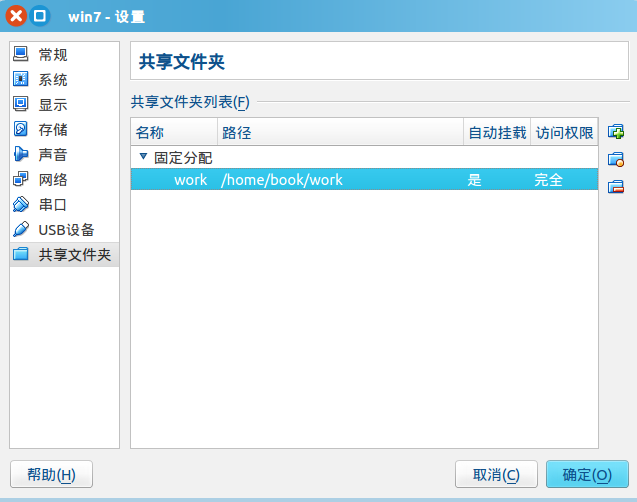 win7 - 设置
常规
系统
显示
存储
声音
网络
串口
USB设备
共享文件夹
共享文件夹
共享文件夹列表(F)
名称 路径 自动挂载 访问权限
固定分配
work /home/book/work 是 完全
帮助(H) 取消(C) 确定(O)